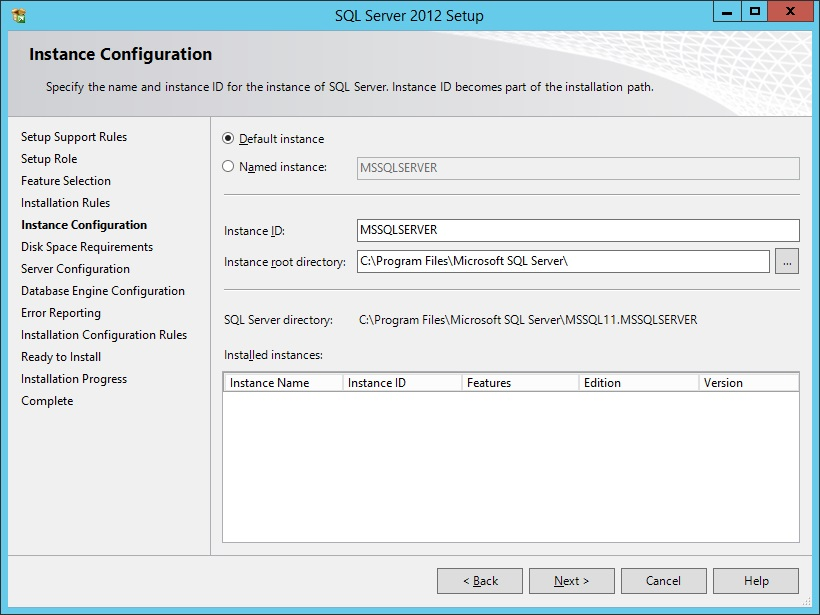 SQL Server 2012 Setup
Instance Configuration
Specify the name and instance ID for the instance of SQL Server. Instance ID becomes part of the installation path.
Setup Support Rules
Setup Role
Feature Selection
Installation Rules
Instance Configuration
Disk Space Requirements
Server Configuration
Database Engine Configuration
Error Reporting
Installation Configuration Rules
Ready to Install
Installation Progress
Complete
Default instance
Named instance: MSSQLSERVER
Instance ID: MSSQLSERVER
Instance root directory: C:\Program Files\Microsoft SQL Server\ ...
SQL Server directory: C:\Program Files\Microsoft SQL Server\MSSQL11.MSSQLSERVER
Installed instances:
Instance Name Instance ID Features Edition Version
< Back Next > Cancel Help